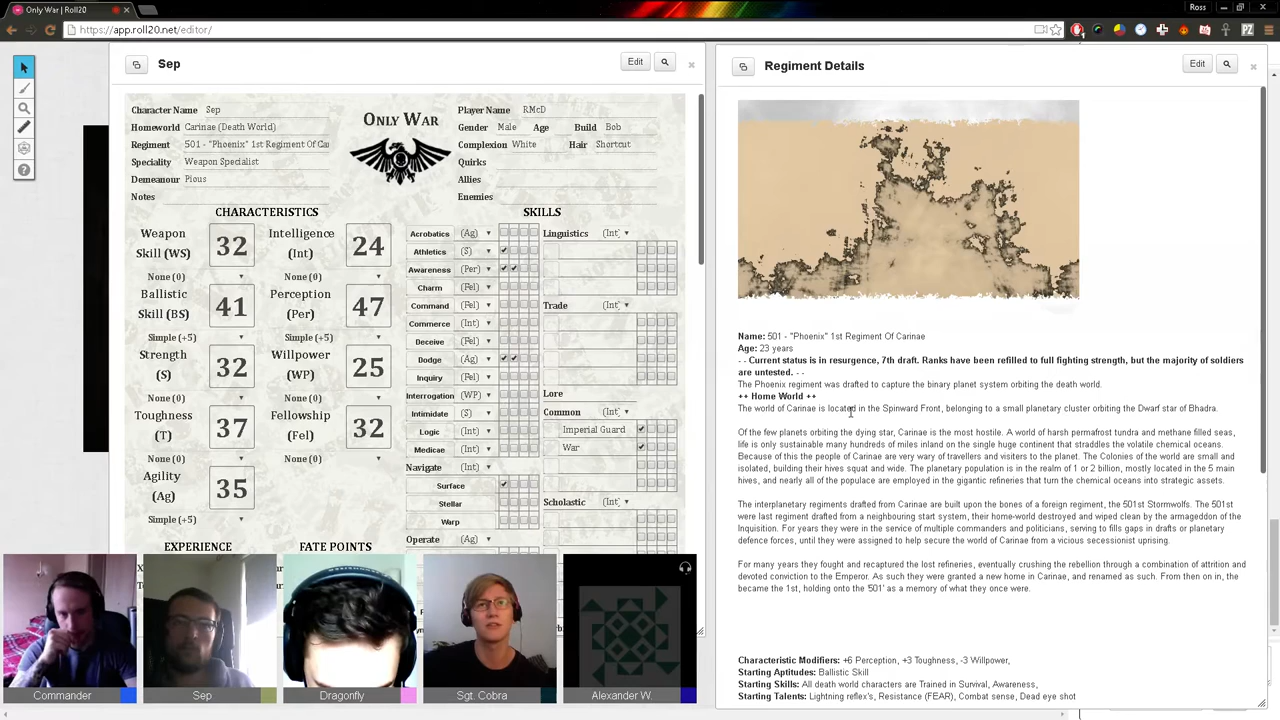 Only War | Roll20
Ross
https://app.roll20.net/editor/
Sep
Edit
Regiment Details
Edit
Character Name Sep
Homeworld Carinae (Death World)
Regiment 501 - "Phoenix" 1st Regiment Of Ca
Speciality Weapon Specialist
Demeanour Pious
Notes
ONLY WAR
Player Name RMcD
Gender Male Age Build Bob
Complexion White Hair Shortcut
Quirks
Allies
Enemies
CHARACTERISTICS
Weapon Skill (WS) 32
None (0)
Intelligence (Int) 24
None (0)
Ballistic Skill (BS) 41
Simple (+5)
Perception (Per) 47
Simple (+5)
Strength (S) 32
None (0)
Willpower (WP) 25
None (0)
Toughness (T) 37
None (0)
Fellowship (Fel) 32
None (0)
Agility (Ag) 35
Simple (+5)
EXPERIENCE
FATE POINTS
SKILLS
Acrobatics (Ag)
Athletics (S)
Awareness (Per)
Charm (Fel)
Command (Fel)
Commerce (Int)
Deceive (Fel)
Dodge (Ag)
Inquiry (Fel)
Interrogation (WP)
Intimidate (S)
Logic (Int)
Medicae (Int)
Navigate (Int)
Surface
Stellar
Warp
Operate (Ag)
Linguistics (Int)
Trade (Int)
Lore
Common (Int)
Imperial Guard
War
Scholastic (Int)
Name: 501 - "Phoenix" 1st Regiment Of Carinae
Age: 23 years
- - Current status is in resurgence, 7th draft. Ranks have been refilled to full fighting strength, but the majority of soldiers
are untested. - -
The Phoenix regiment was drafted to capture the binary planet system orbiting the death world.
++ Home World ++
The world of Carinae is located in the Spinward Front, belonging to a small planetary cluster orbiting the Dwarf star of Bhadra.
Of the few planets orbiting the dying star, Carinae is the most hostile. A world of harsh permafrost tundra and methane filled seas,
life is only sustainable many hundreds of miles inland on the single huge continent that straddles the volatile chemical oceans.
Because of this the people of Carinae are very wary of travellers and visitors to the planet. The Colonies of the world are small and
isolated, building their hives squat and wide. The planetary population is in the realm of 1 or 2 billion, mostly located in the 5 main
hives, and nearly all of the populace are employed in the gigantic refineries that turn the chemical oceans into strategic assets.
The interplanetary regiments drafted from Carinae are built upon the bones of a foreign regiment, the 501st Stormwolfs. The 501st
were last regiment drafted from a neighbouring start system, their home-world destroyed and wiped clean by the armageddon of the
Inquisition. For years they were in the service of multiple commanders and politicians, serving to fills gaps in drafts or planetary
defence forces, until they were assigned to help secure the world of Carinae from a vicious secessionist uprising.
For many years they fought and recaptured the lost refineries, eventually crushing the rebellion through a combination of attrition and
devoted conviction to the Emperor. As such they were granted a new home in Carinae, and renamed as such. From then on in, the
became the 1st, holding onto the '501' as a memory of what they once were.
Characteristic Modifiers: +6 Perception, +3 Toughness, -3 Willpower,
Starting Aptitudes: Ballistic Skill
Starting Skills: All death world characters are Trained in Survival, Awareness,
Starting Talents: Lightning reflex's, Resistance (FEAR), Combat sense, Dead eye shot
Commander
Sep
Dragonfly
Sgt. Cobra
Alexander W.